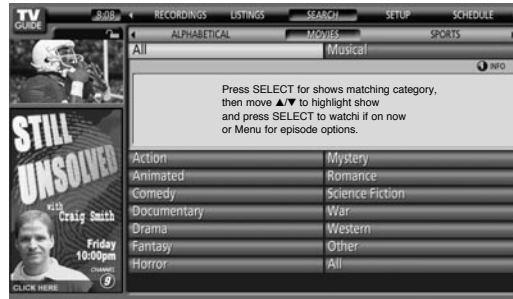 TV
GUIDE
8:08
RECORDINGS LISTINGS SEARCH SETUP SCHEDULE
ALPHABETICAL MOVIES SPORTS
All Musical
INFO
Press SELECT for shows matching category,
then move ▲/▼ to highlight show
and press SELECT to watchi if on now
or Menu for episode options.
Action Mystery
Animated Romance
Comedy Science Fiction
Documentary War
Drama Western
Fantasy Other
Horror All
STILL
UNSOLVED
with
Craig Smith
Friday
10:00pm
CHANNEL
9
CLICK HERE